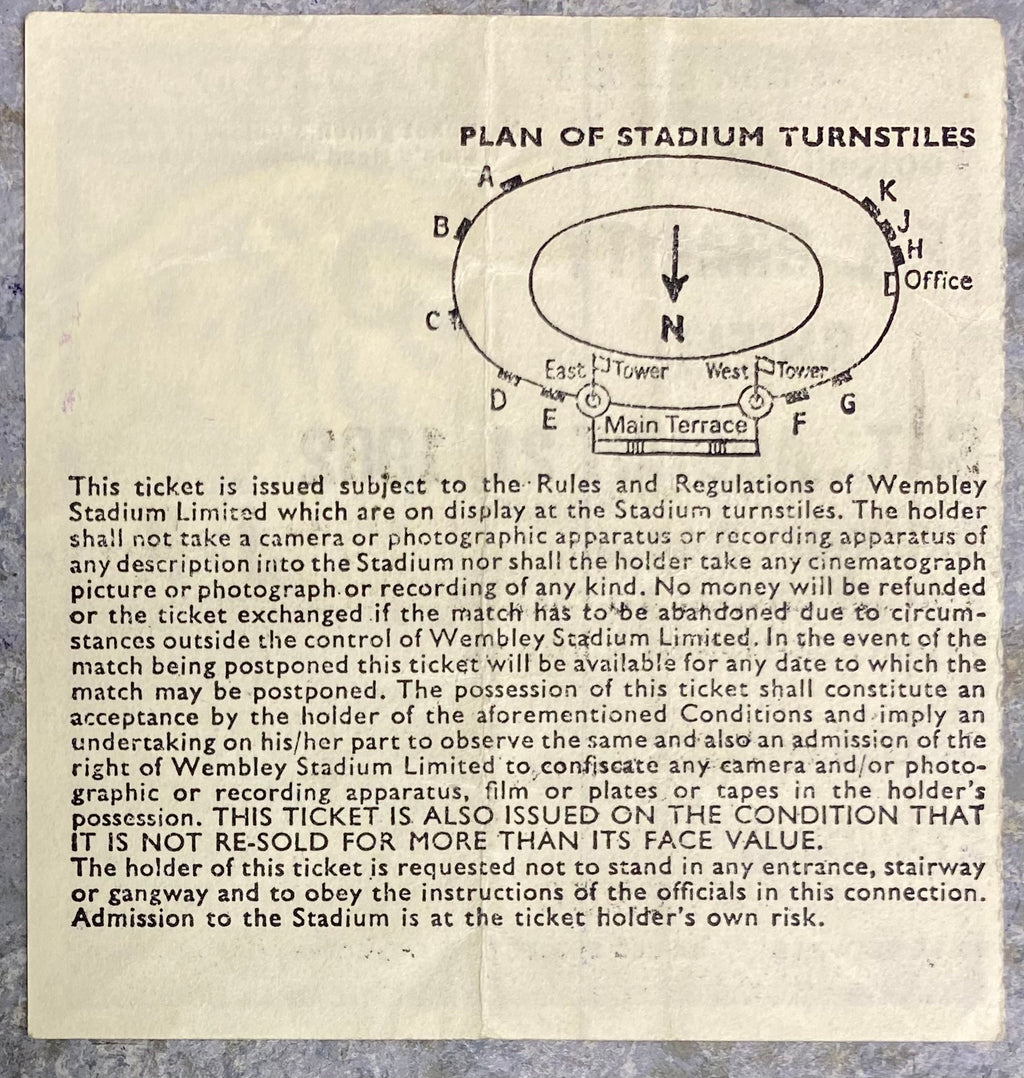 PLAN OF STADIUM TURNSTILES
A
K
B
J
H
Office
C
N
East Tower
West Tower
D
E
F
G
Main Terrace
This ticket is issued subject to the Rules and Regulations of Wembley
Stadium Limited which are on display at the Stadium turnstiles. The holder
shall not take a camera or photographic apparatus or recording apparatus of
any description into the Stadium nor shall the holder take any cinematograph
picture or photograph or recording of any kind. No money will be refunded
or the ticket exchanged if the match has to be abandoned due to circum-
stances outside the control of Wembley Stadium Limited. In the event of the
match being postponed this ticket will be available for any date to which the
match may be postponed. The possession of this ticket shall constitute an
acceptance by the holder of the aforementioned Conditions and imply an
undertaking on his/her part to observe the same and also an admission of the
right of Wembley Stadium Limited to confiscate any camera and/or photo-
graphic or recording apparatus, film or plates or tapes in the holder's
possession. THIS TICKET IS ALSO ISSUED ON THE CONDITION THAT
IT IS NOT RE-SOLD FOR MORE THAN ITS FACE VALUE.
The holder of this ticket is requested not to stand in any entrance, stairway
or gangway and to obey the instructions of the officials in this connection.
Admission to the Stadium is at the ticket holder's own risk.